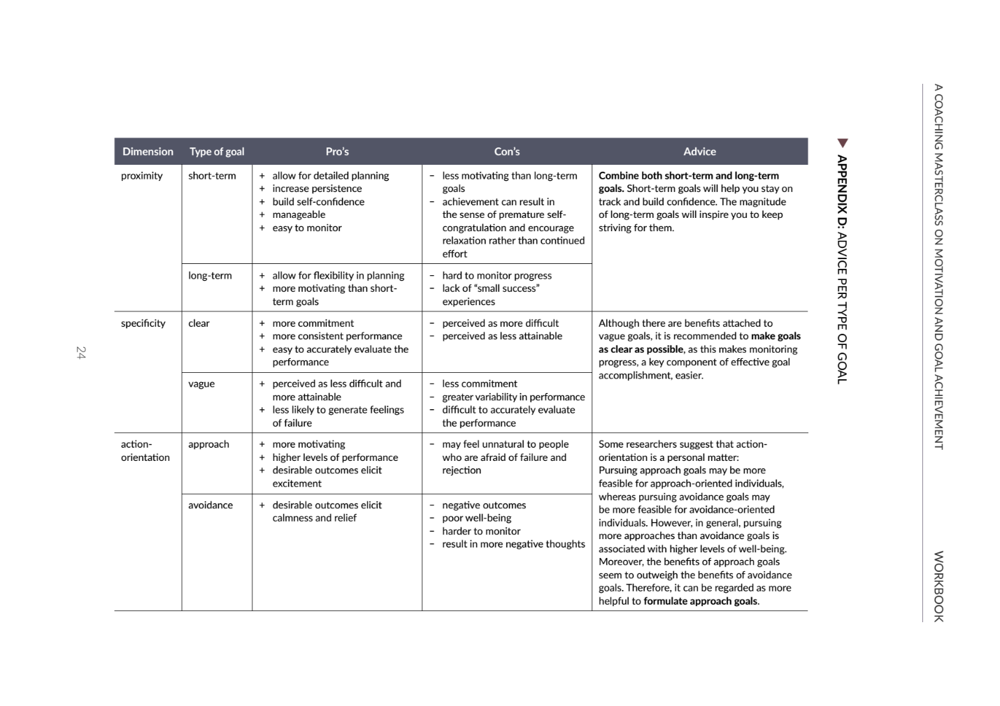 A COACHING MASTERCLASS ON MOTIVATION AND GOAL ACHIEVEMENT
WORKBOOK
APPENDIX D: ADVICE PER TYPE OF GOAL
Dimension Type of goal Pro's Con's Advice
proximity
short-term
+ allow for detailed planning
+ increase persistence
+ build self-confidence
+ manageable
+ easy to monitor
– less motivating than long-term
goals
– achievement can result in
the sense of premature self-
congratulation and encourage
relaxation rather than continued
effort
Combine both short-term and long-term
goals. Short-term goals will help you stay on
track and build confidence. The magnitude
of long-term goals will inspire you to keep
striving for them.
long-term
+ allow for flexibility in planning
+ more motivating than short-
term goals
– hard to monitor progress
– lack of “small success”
experiences
specificity
clear
+ more commitment
+ more consistent performance
+ easy to accurately evaluate the
performance
– perceived as more difficult
– perceived as less attainable
Although there are benefits attached to
vague goals, it is recommended to make goals
as clear as possible, as this makes monitoring
progress, a key component of effective goal
accomplishment, easier.
vague
+ perceived as less difficult and
more attainable
+ less likely to generate feelings
of failure
– less commitment
– greater variability in performance
– difficult to accurately evaluate
the performance
action-
orientation
approach
+ more motivating
+ higher levels of performance
+ desirable outcomes elicit
excitement
– may feel unnatural to people
who are afraid of failure and
rejection
Some researchers suggest that action-
orientation is a personal matter:
Pursuing approach goals may be more
feasible for approach-oriented individuals,
whereas pursuing avoidance goals may
be more feasible for avoidance-oriented
individuals. However, in general, pursuing
more approaches than avoidance goals is
associated with higher levels of well-being.
Moreover, the benefits of approach goals
seem to outweigh the benefits of avoidance
goals. Therefore, it can be regarded as more
helpful to formulate approach goals.
avoidance
+ desirable outcomes elicit
calmness and relief
– negative outcomes
– poor well-being
– harder to monitor
– result in more negative thoughts
24